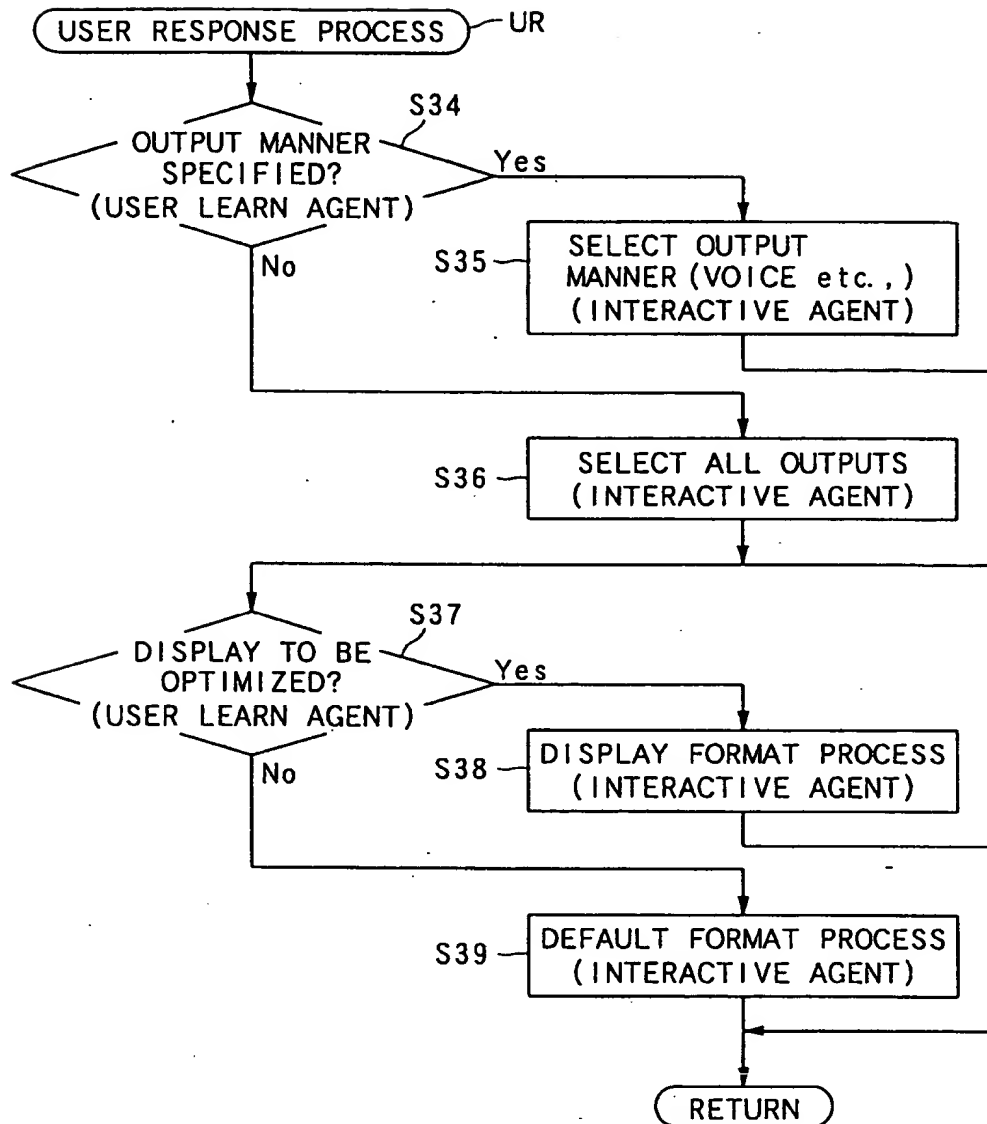 USER RESPONSE PROCESS
UR
S34
OUTPUT MANNER
SPECIFIED?
(USER LEARN AGENT)
Yes
No
S35
SELECT OUTPUT
MANNER (VOICE etc.,)
(INTERACTIVE AGENT)
S36
SELECT ALL OUTPUTS
(INTERACTIVE AGENT)
S37
DISPLAY TO BE
OPTIMIZED?
(USER LEARN AGENT)
Yes
No
S38
DISPLAY FORMAT PROCESS
(INTERACTIVE AGENT)
S39
DEFAULT FORMAT PROCESS
(INTERACTIVE AGENT)
RETURN